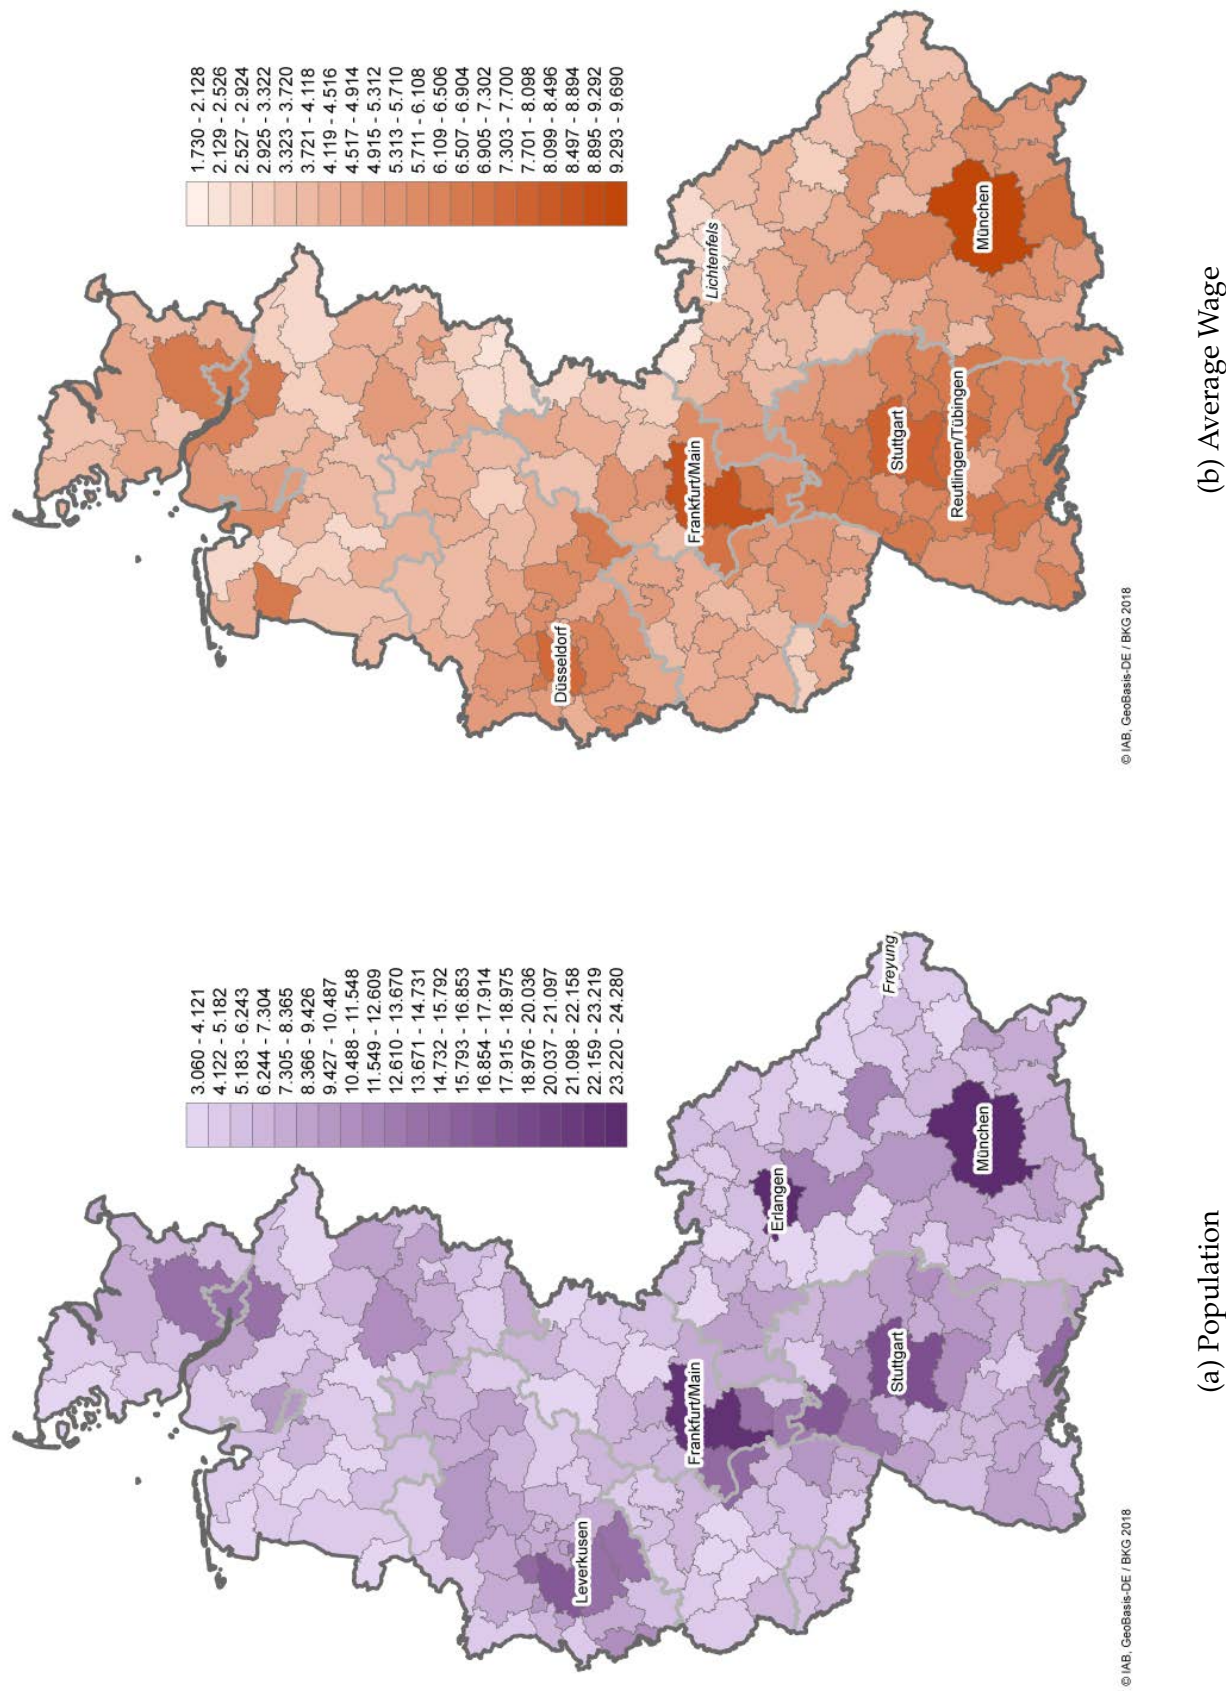 3.060 - 4.121
4.122 - 5.182
5.183 - 6.243
6.244 - 7.304
7.305 - 8.365
8.366 - 9.426
9.427 - 10.487
10.488 - 11.548
11.549 - 12.609
12.610 - 13.670
13.671 - 14.731
14.732 - 15.792
15.793 - 16.853
16.854 - 17.914
17.915 - 18.975
18.976 - 20.036
20.037 - 21.097
21.098 - 22.158
22.159 - 23.219
23.220 - 24.280
Leverkusen
Frankfurt/Main
Erlangen
Stuttgart
Freyung
München
© IAB, GeoBasis-DE / BKG 2018
(a) Population
1.730 - 2.128
2.129 - 2.526
2.527 - 2.924
2.925 - 3.322
3.323 - 3.720
3.721 - 4.118
4.119 - 4.516
4.517 - 4.914
4.915 - 5.312
5.313 - 5.710
5.711 - 6.108
6.109 - 6.506
6.507 - 6.904
6.905 - 7.302
7.303 - 7.700
7.701 - 8.098
8.099 - 8.496
8.497 - 8.894
8.895 - 9.292
9.293 - 9.690
Düsseldorf
Frankfurt/Main
Lichtenfels
Stuttgart
Reutlingen/Tübingen
München
© IAB, GeoBasis-DE / BKG 2018
(b) Average Wage